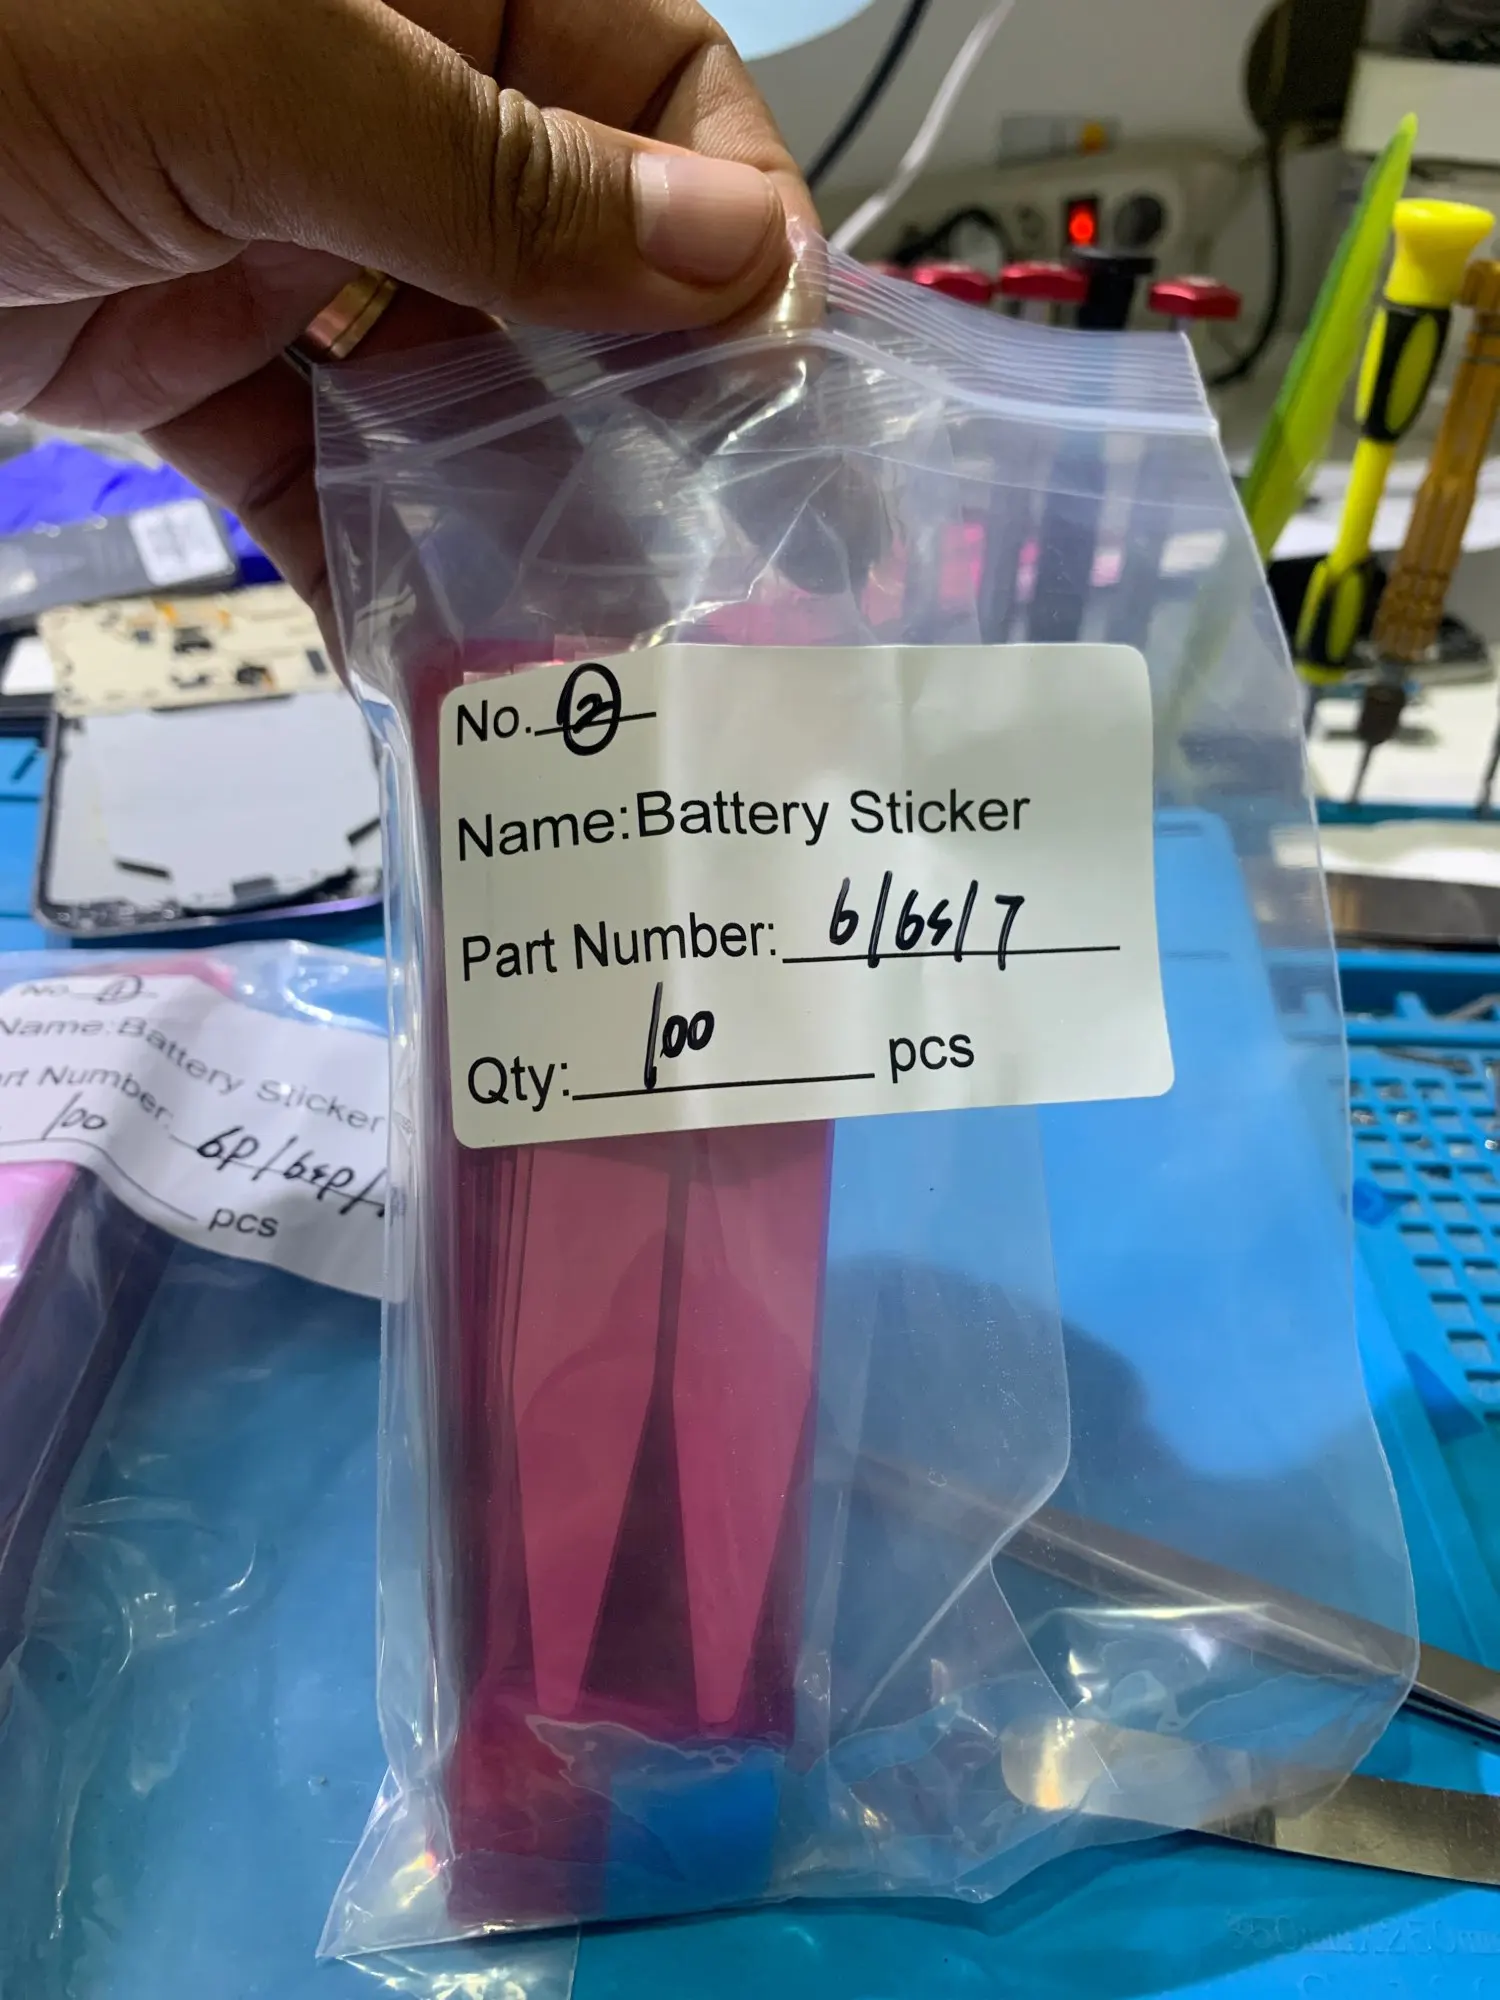 No. 2
Name:Battery Sticker
Part Number: 6/6s/7
Qty: 100 pcs
No. 1
Name:Battery Sticker
Number: 6P/6sP/
100 pcs